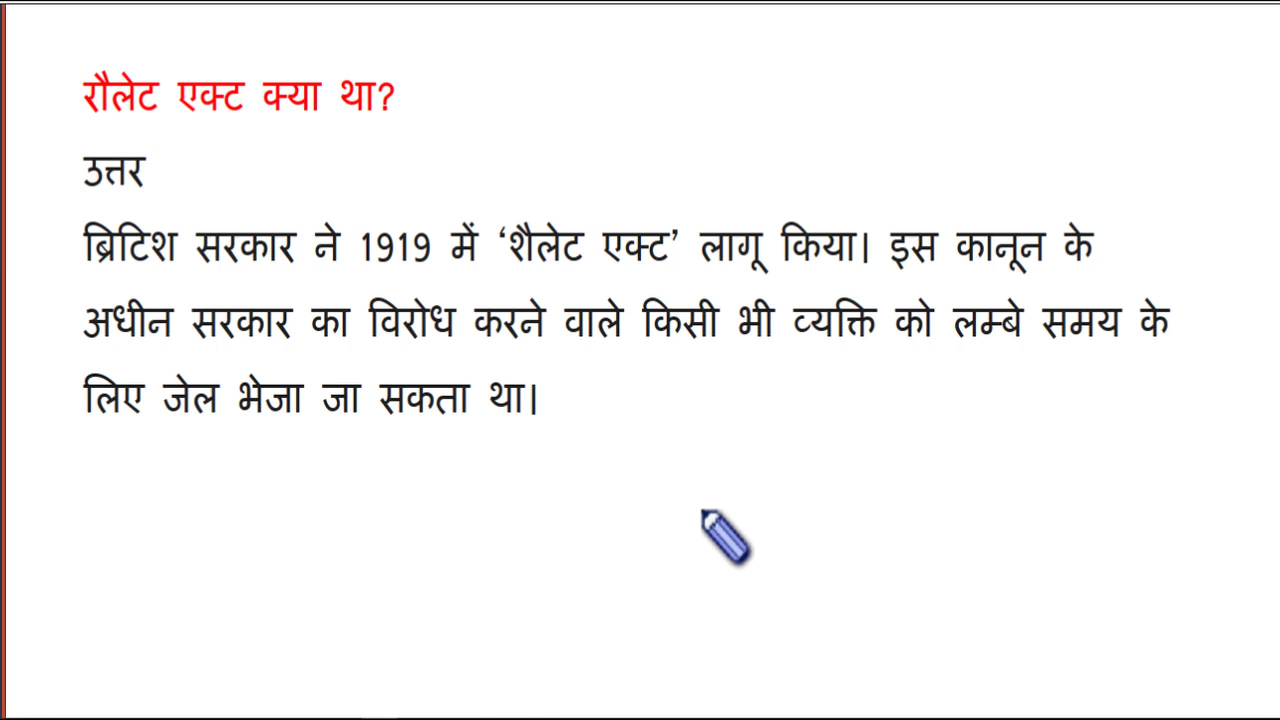 रौलेट एक्ट क्या था?
उत्तर
ब्रिटिश सरकार ने 1919 में ‘शैलेट एक्ट’ लागू किया। इस कानून के
अधीन सरकार का विरोध करने वाले किसी भी व्यक्ति को लम्बे समय के
लिए जेल भेजा जा सकता था।